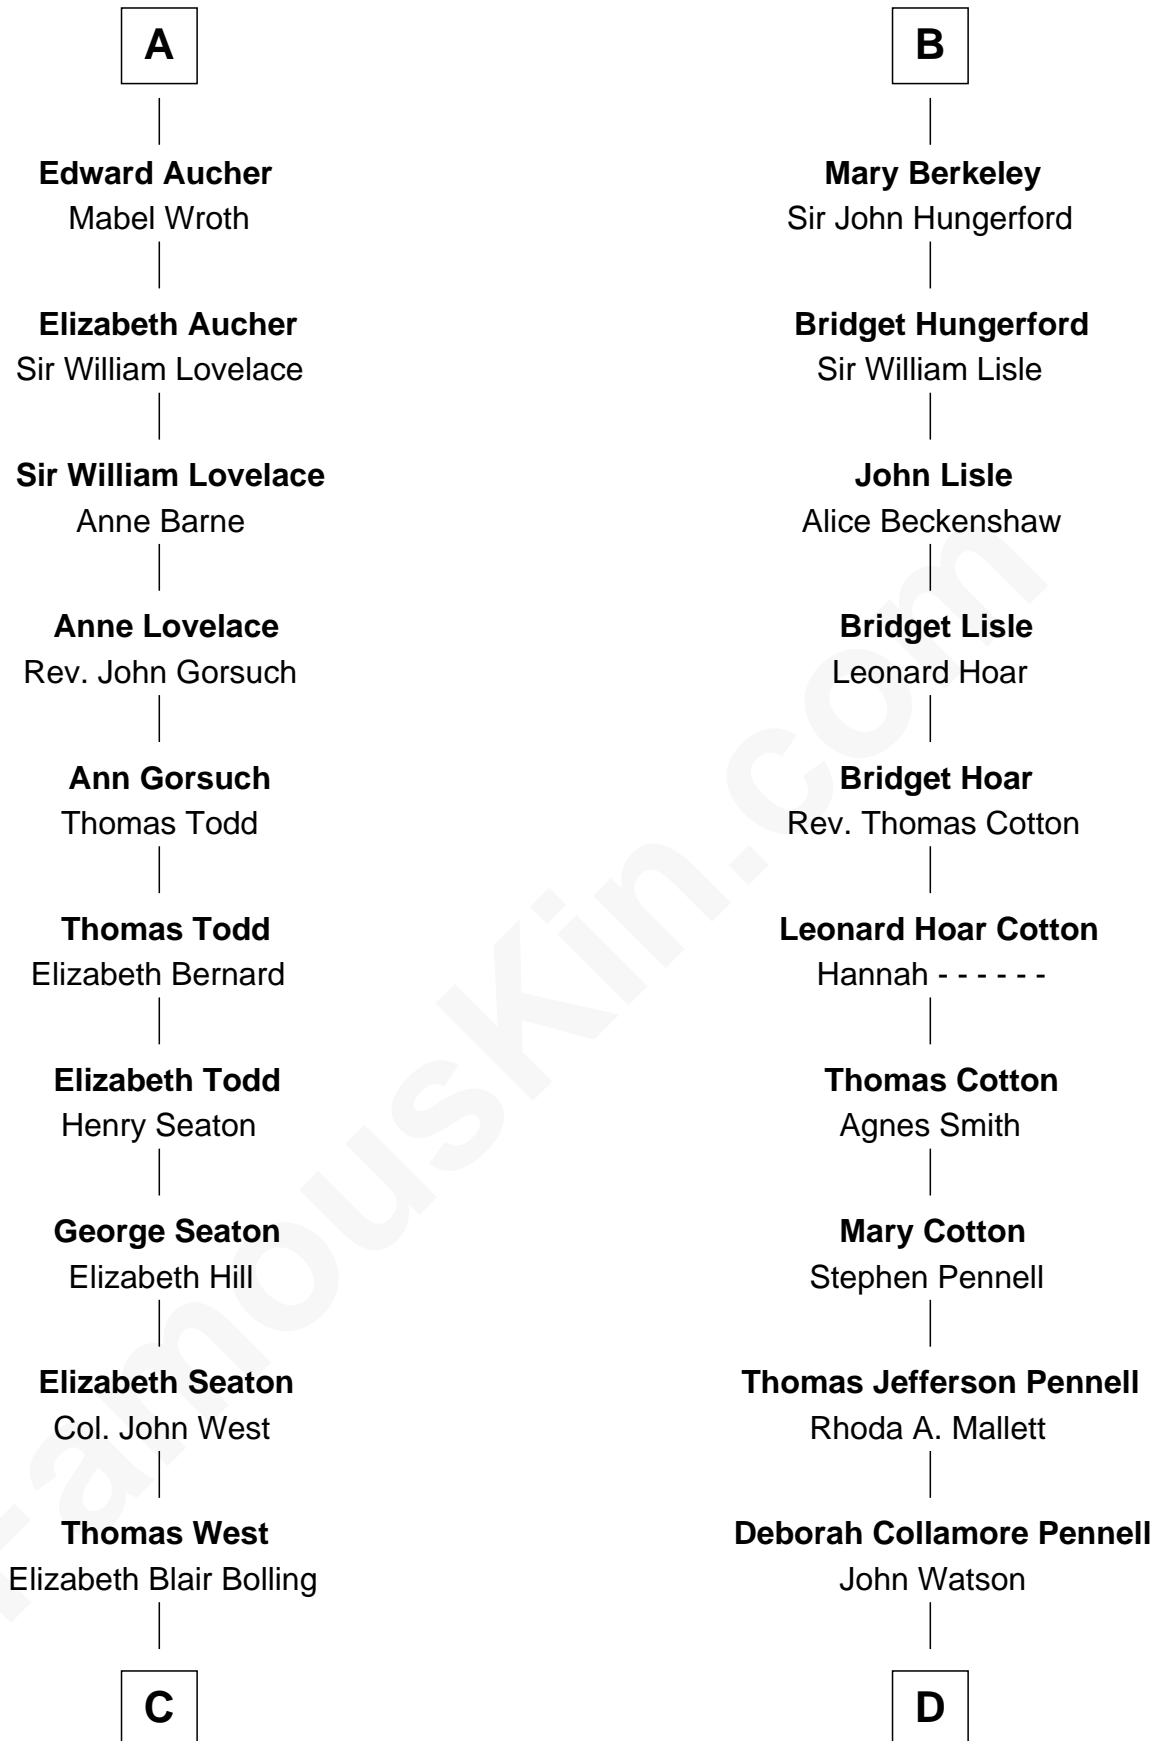 A
Edward Aucher
Mabel Wroth
Elizabeth Aucher
Sir William Lovelace
Sir William Lovelace
Anne Barne
Anne Lovelace
Rev. John Gorsuch
Ann Gorsuch
Thomas Todd
Thomas Todd
Elizabeth Bernard
Elizabeth Todd
Henry Seaton
George Seaton
Elizabeth Hill
Elizabeth Seaton
Col. John West
Thomas West
Elizabeth Blair Bolling
C
B
Mary Berkeley
Sir John Hungerford
Bridget Hungerford
Sir William Lisle
John Lisle
Alice Beckenshaw
Bridget Lisle
Leonard Hoar
Bridget Hoar
Rev. Thomas Cotton
Leonard Hoar Cotton
Hannah - - - - - -
Thomas Cotton
Agnes Smith
Mary Cotton
Stephen Pennell
Thomas Jefferson Pennell
Rhoda A. Mallett
Deborah Collamore Pennell
John Watson
D
FamousKin.com